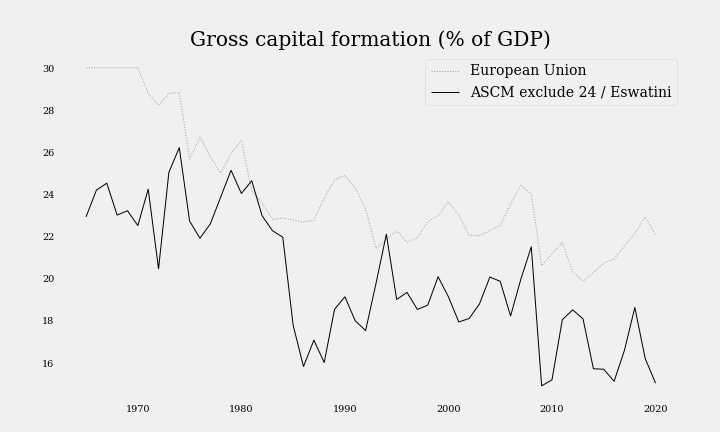 Gross capital formation (% of GDP)
European Union
ASCM exclude 24 / Eswatini
30
28
26
24
22
20
18
16
1970 1980 1990 2000 2010 2020